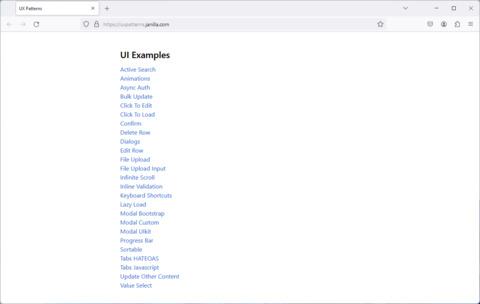 UX Patterns
https://uxpatterns.janilla.com
UI Examples
Active Search
Animations
Async Auth
Bulk Update
Click To Edit
Click To Load
Confirm
Delete Row
Dialogs
Edit Row
File Upload
File Upload Input
Infinite Scroll
Inline Validation
Keyboard Shortcuts
Lazy Load
Modal Bootstrap
Modal Custom
Modal UIkit
Progress Bar
Sortable
Tabs HATEOAS
Tabs Javascript
Update Other Content
Value Select